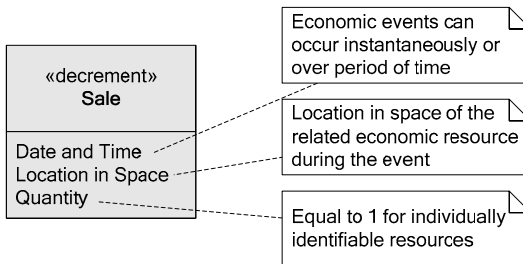 «decrement»
Sale
Date and Time
Location in Space
Quantity
Economic events can
occur instantaneously or
over period of time
Location in space of the
related economic resource
during the event
Equal to 1 for individually
identifiable resources